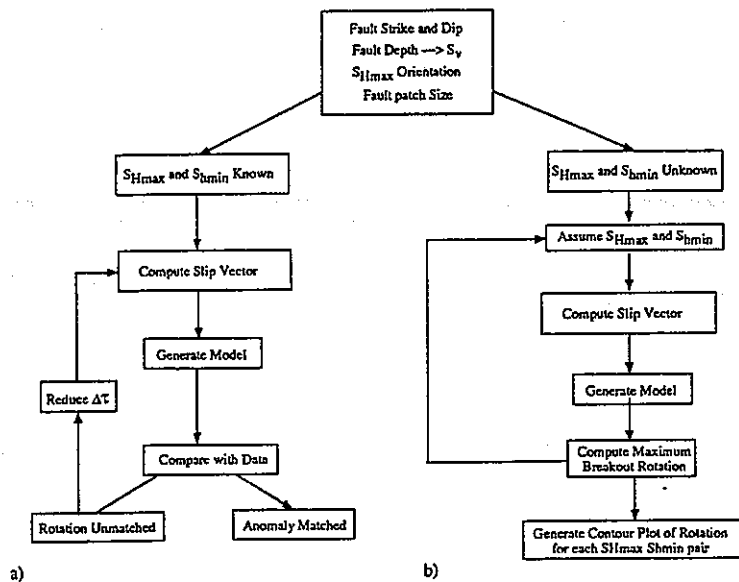 Fault Strike and Dip
Fault Depth —> Sv
SHmax Orientation
Fault patch Size
SHmax and Shmin Known
Compute Slip Vector
Generate Model
Reduce Δτ
Compare with Data
Rotation Unmatched
Anomaly Matched
a)
SHmax and Shmin Unknown
Assume SHmax and Shmin
Compute Slip Vector
Generate Model
Compute Maximum
Breakout Rotation
Generate Contour Plot of Rotation
for each SHmax Shmin pair
b)